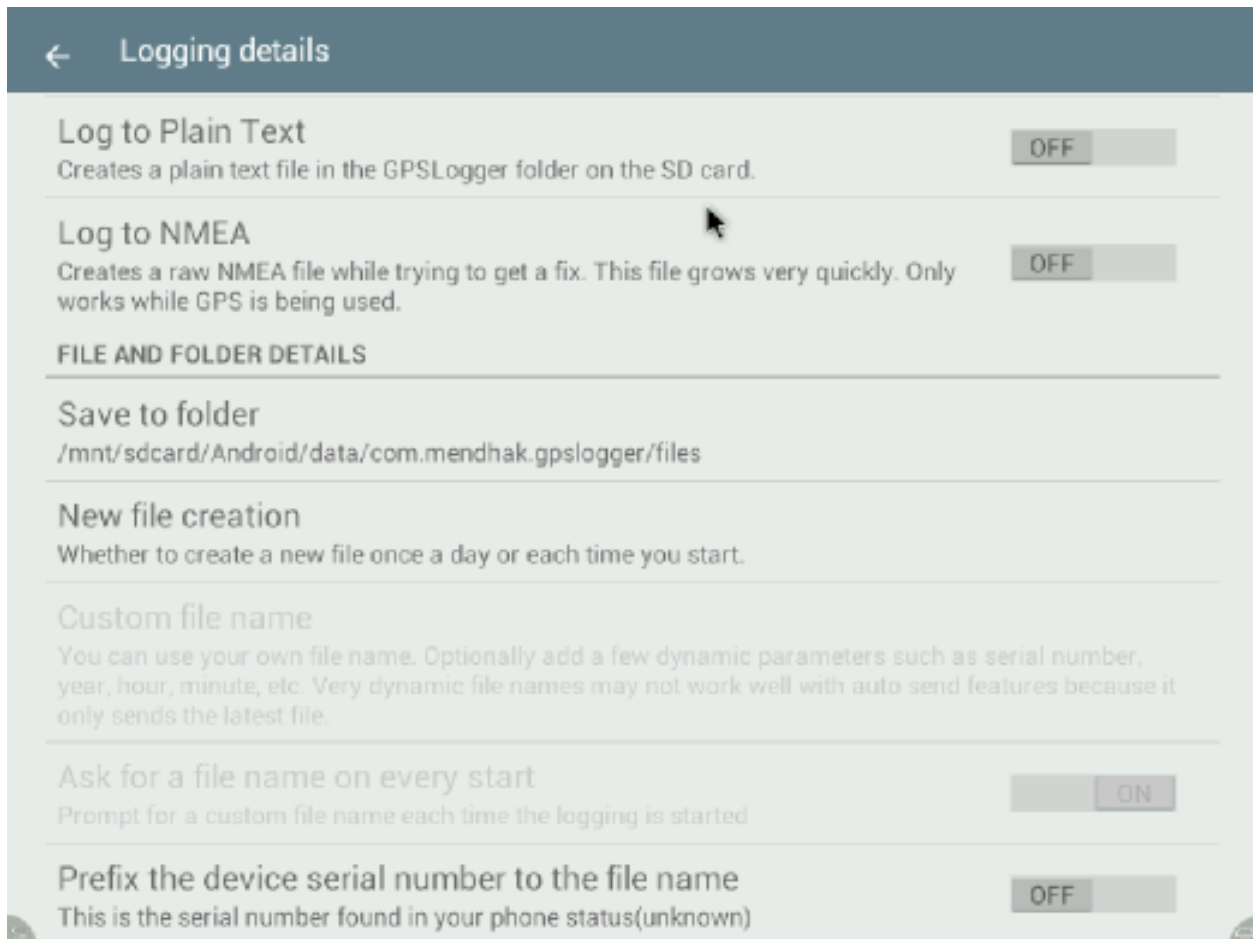 Logging details
Log to Plain Text
OFF
Creates a plain text file in the GPSLogger folder on the SD card.
Log to NMEA
OFF
Creates a raw NMEA file while trying to get a fix. This file grows very quickly. Only
works while GPS is being used.
FILE AND FOLDER DETAILS
Save to folder
/mnt/sdcard/Android/data/com.mendhak.gpslogger/files
New file creation
Whether to create a new file once a day or each time you start.
Custom file name
You can use your own file name. Optionally add a few dynamic parameters such as serial number,
year, hour, minute, etc. Very dynamic file names may not work well with auto send features because it
only sends the latest file.
Ask for a file name on every start
ON
Prompt for a custom file name each time the logging is started
Prefix the device serial number to the file name
OFF
This is the serial number found in your phone status(unknown)